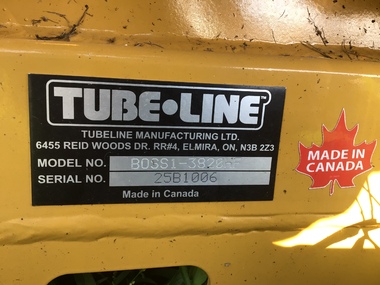 TUBE•LINE
TUBELINE MANUFACTURING LTD.
6455 REID WOODS DR. RR#4, ELMIRA, ON, N3B 2Z3
MODEL NO.
SERIAL NO. 25B1006
Made in Canada
MADE IN
CANADA